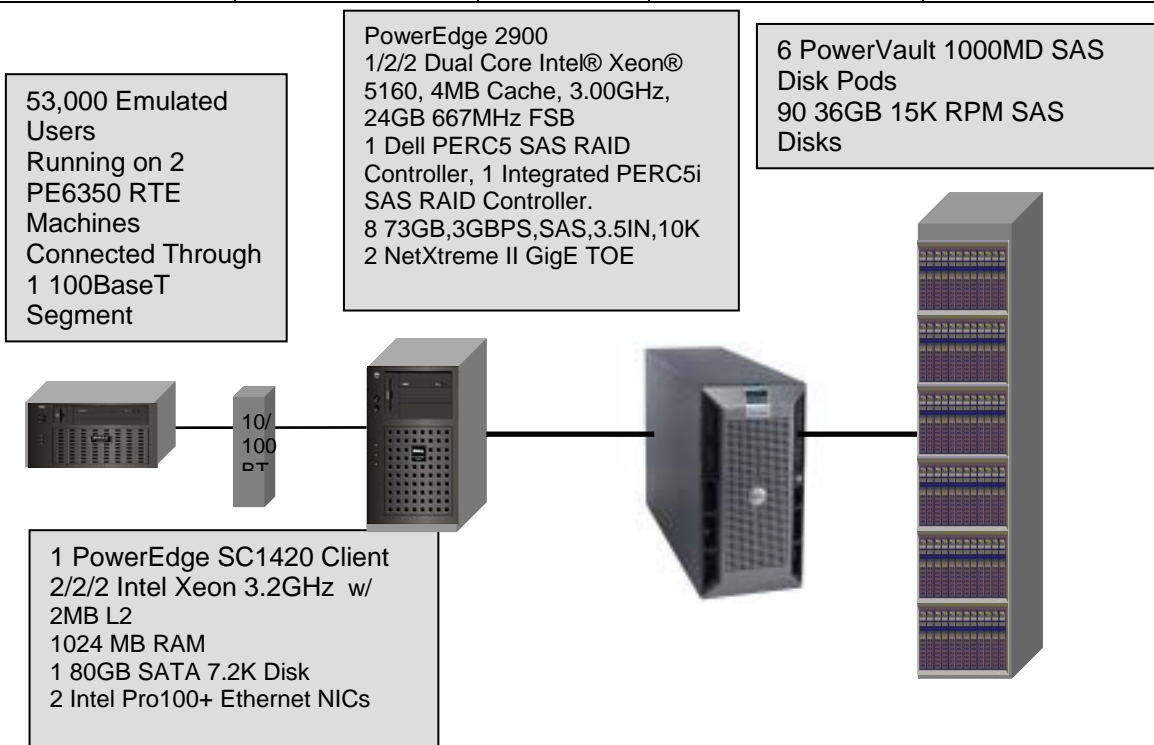 53,000 Emulated
Users
Running on 2
PE6350 RTE
Machines
Connected Through
1 100BaseT
Segment
PowerEdge 2900
1/2/2 Dual Core Intel® Xeon®
5160, 4MB Cache, 3.00GHz,
24GB 667MHz FSB
1 Dell PERC5 SAS RAID
Controller, 1 Integrated PERC5i
SAS RAID Controller.
8 73GB,3GBPS,SAS,3.5IN,10K
2 NetXtreme II GigE TOE
6 PowerVault 1000MD SAS
Disk Pods
90 36GB 15K RPM SAS
Disks
10/
100
BT
1 PowerEdge SC1420 Client
2/2/2 Intel Xeon 3.2GHz w/
2MB L2
1024 MB RAM
1 80GB SATA 7.2K Disk
2 Intel Pro100+ Ethernet NICs